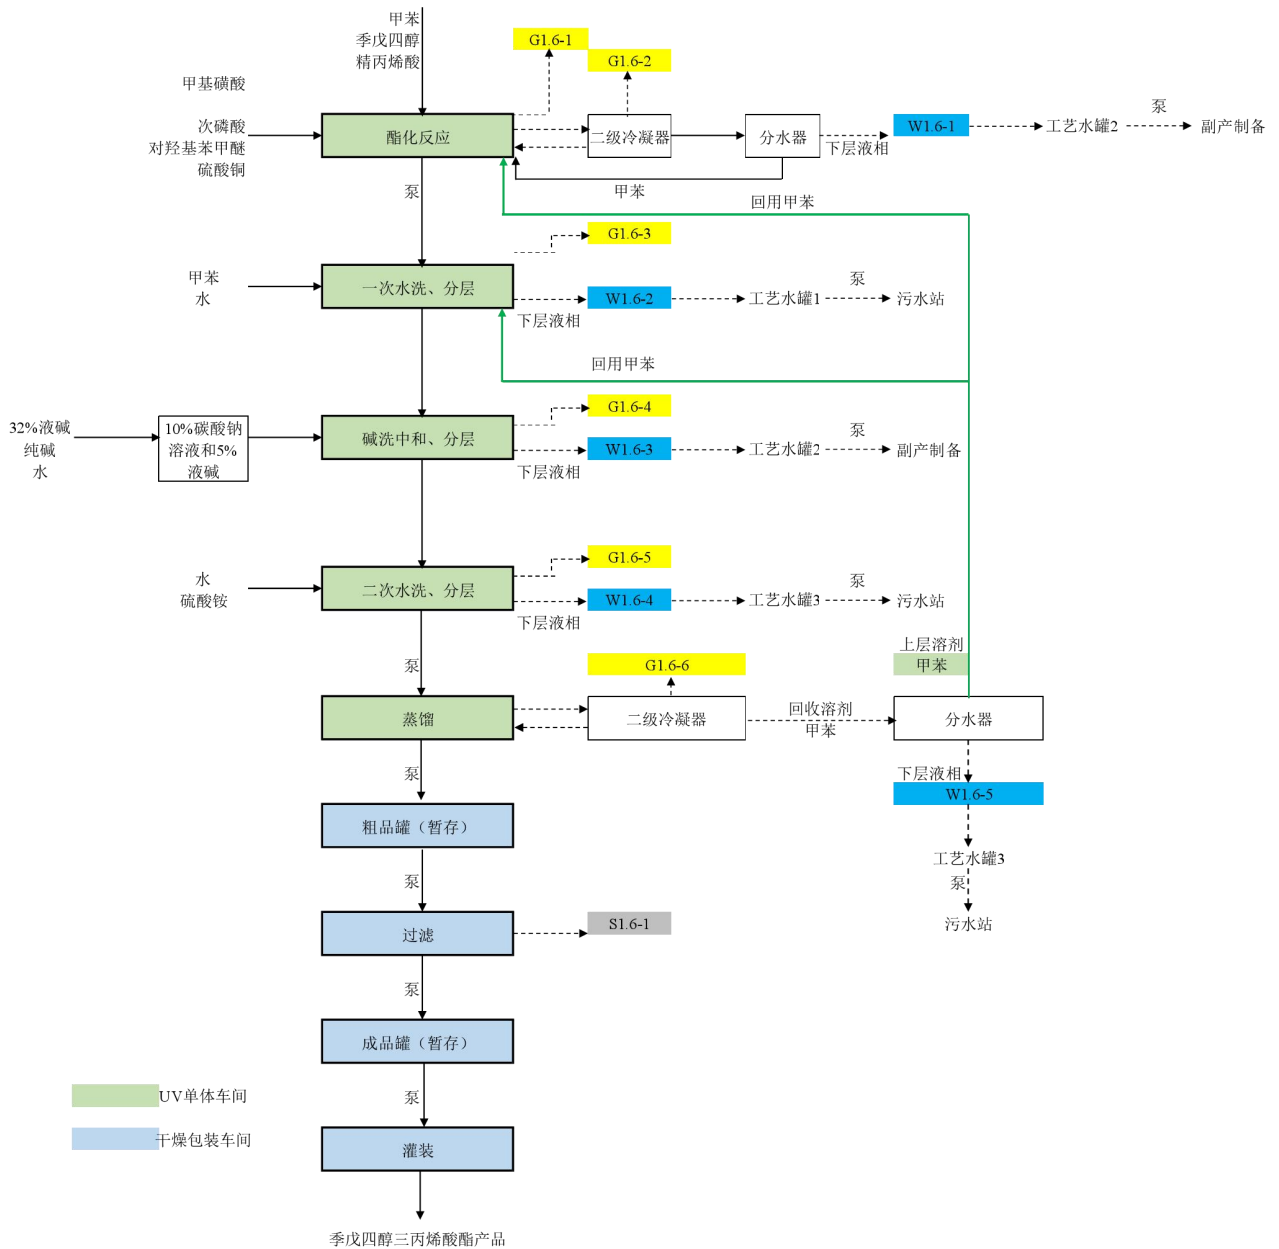 甲苯
季戊四醇
精丙烯酸
G1.6-1
G1.6-2
甲基磺酸
次磷酸
对羟基苯甲醚
硫酸铜
酯化反应
二级冷凝器
分水器
下层液相
W1.6-1
工艺水罐2
泵
副产制备
甲苯
泵
回用甲苯
G1.6-3
甲苯
水
一次水洗、分层
下层液相
W1.6-2
工艺水罐1
泵
污水站
回用甲苯
G1.6-4
32%液碱
纯碱
水
10%碳酸钠
溶液和5%
液碱
碱洗中和、分层
下层液相
W1.6-3
工艺水罐2
泵
副产制备
G1.6-5
水
硫酸铵
二次水洗、分层
下层液相
W1.6-4
工艺水罐3
泵
污水站
泵
G1.6-6
上层溶剂
甲苯
蒸馏
二级冷凝器
回收溶剂
甲苯
分水器
泵
下层液相
W1.6-5
粗品罐（暂存）
工艺水罐3
泵
污水站
泵
过滤
S1.6-1
泵
成品罐（暂存）
泵
UV单体车间
干燥包装车间
灌装
季戊四醇三丙烯酸酯产品